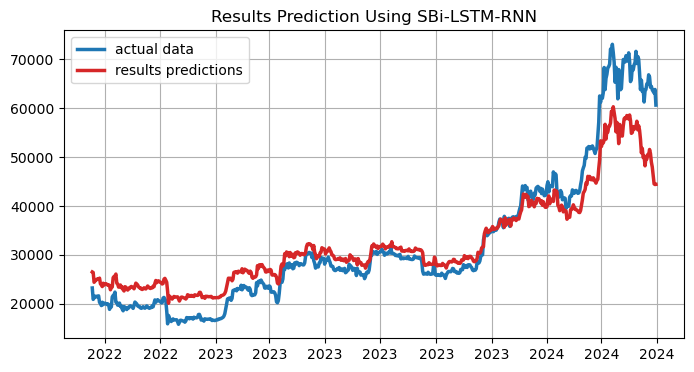 Results Prediction Using SBi-LSTM-RNN
actual data
results predictions
70000
60000
50000
40000
30000
20000
2022 2022 2023 2023 2023 2023 2023 2023 2024 2024 2024